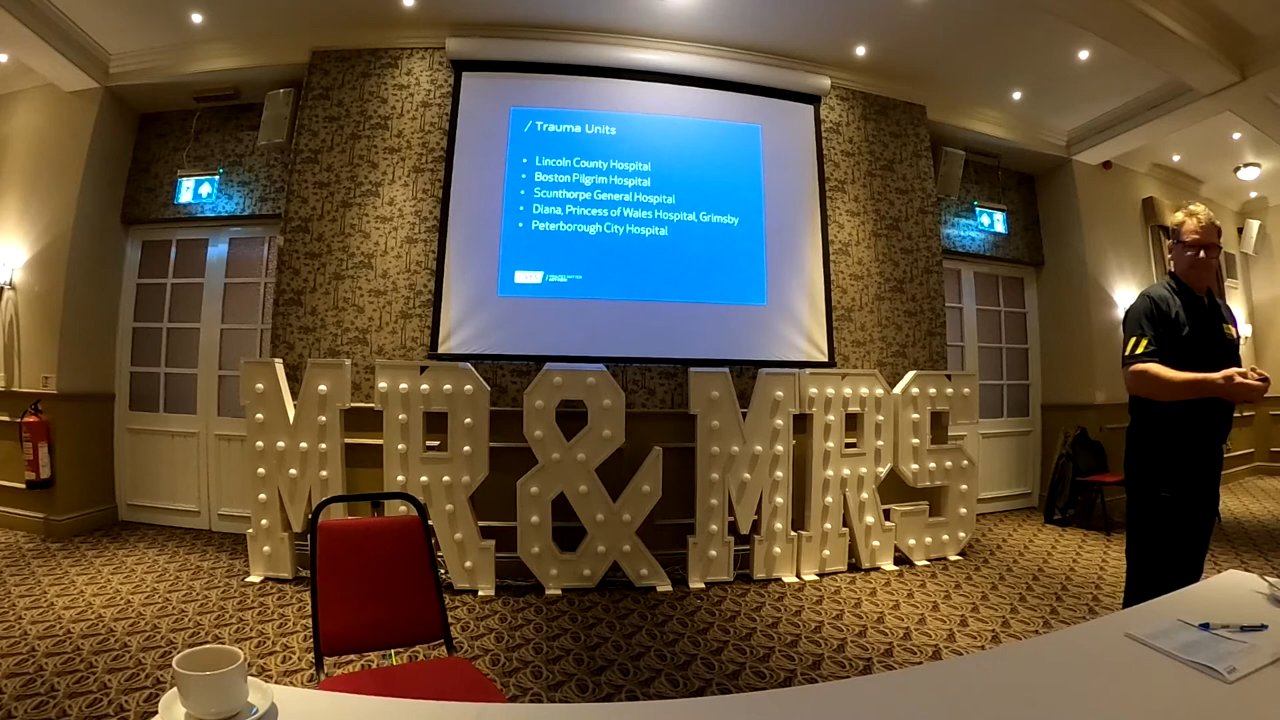 / Trauma Units
• Lincoln County Hospital
• Boston Pilgrim Hospital
• Scunthorpe General Hospital
• Diana, Princess of Wales Hospital, Grimsby
• Peterborough City Hospital
MR & MRS